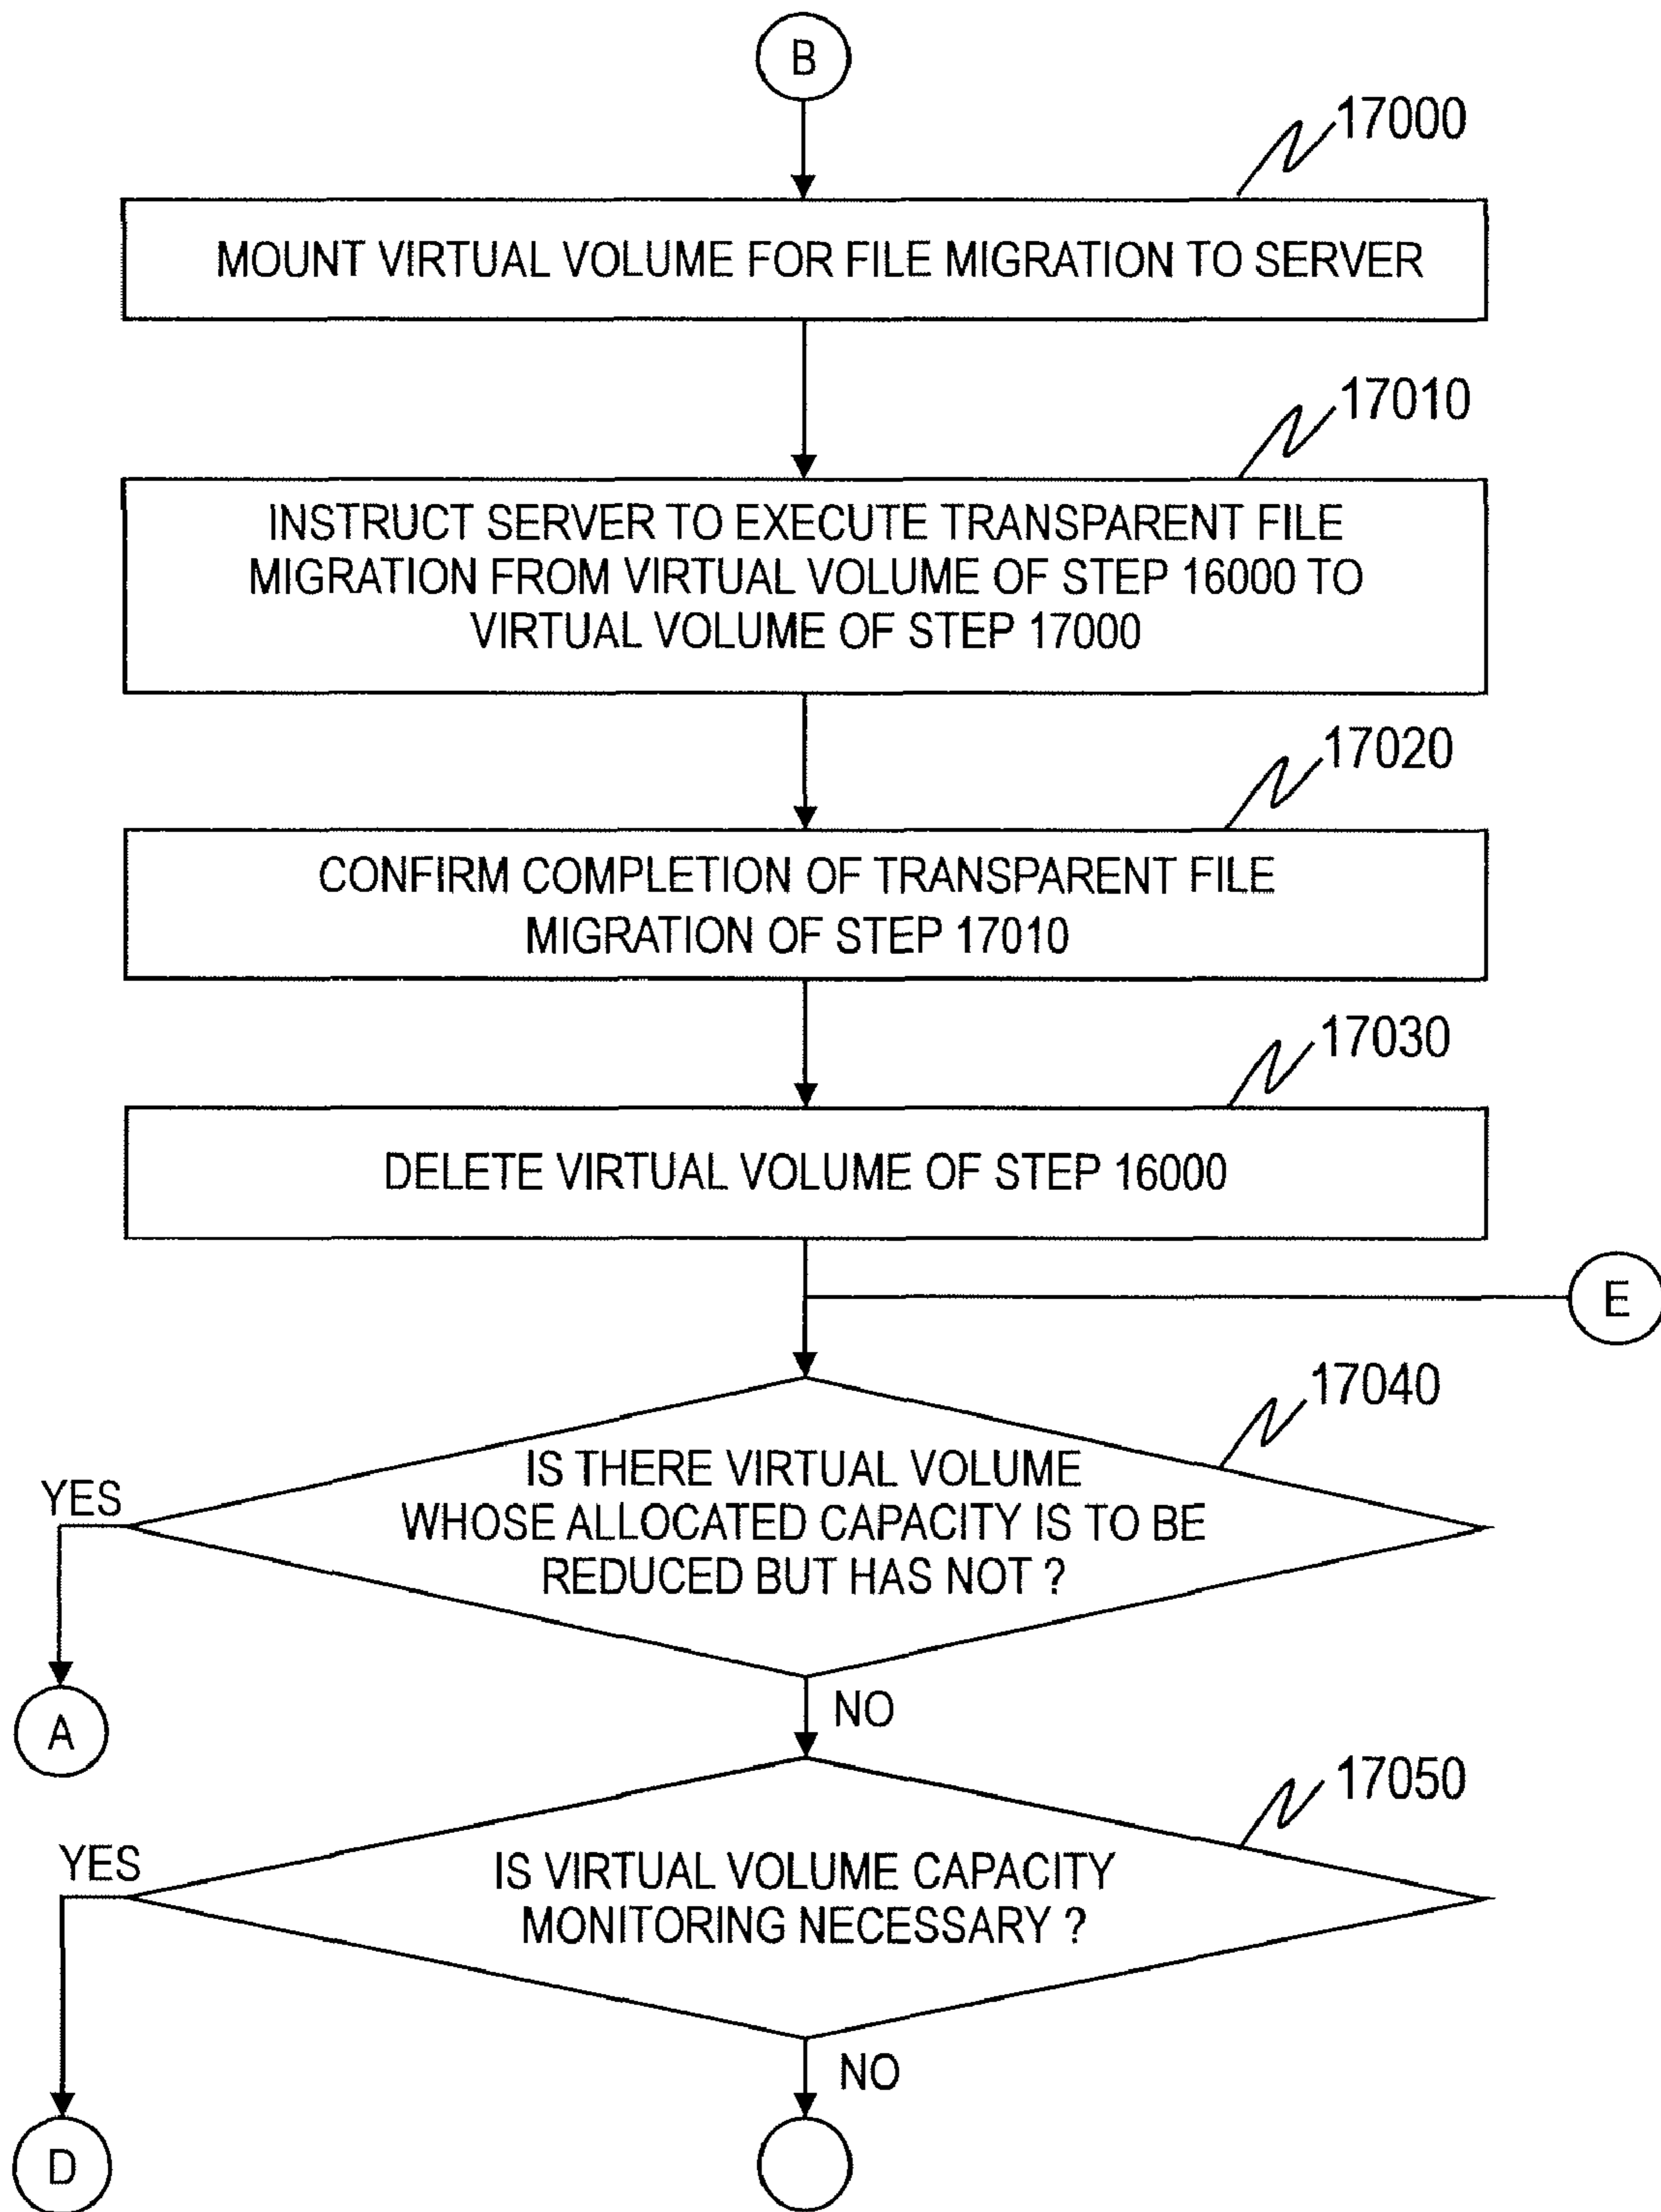 B
17000
MOUNT VIRTUAL VOLUME FOR FILE MIGRATION TO SERVER
17010
INSTRUCT SERVER TO EXECUTE TRANSPARENT FILE
MIGRATION FROM VIRTUAL VOLUME OF STEP 16000 TO
VIRTUAL VOLUME OF STEP 17000
17020
CONFIRM COMPLETION OF TRANSPARENT FILE
MIGRATION OF STEP 17010
17030
DELETE VIRTUAL VOLUME OF STEP 16000
E
17040
IS THERE VIRTUAL VOLUME
WHOSE ALLOCATED CAPACITY IS TO BE
REDUCED BUT HAS NOT ?
YES
A
NO
17050
YES
IS VIRTUAL VOLUME CAPACITY
MONITORING NECESSARY ?
NO
D